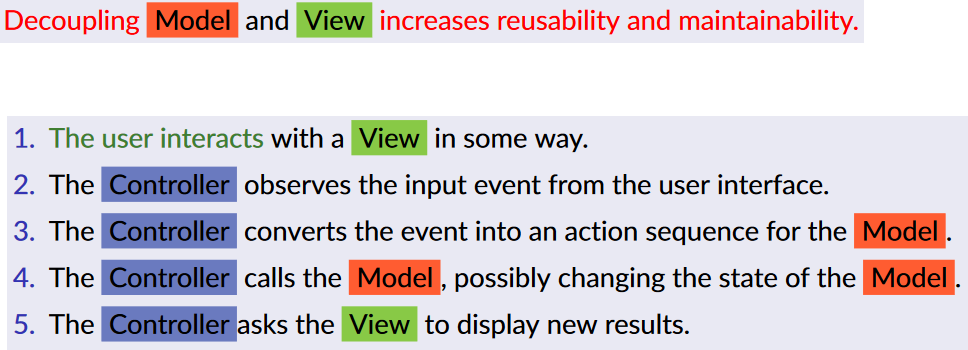 Decoupling Model and View increases reusability and maintainability.
1. The user interacts with a View in some way.
2. The Controller observes the input event from the user interface.
3. The Controller converts the event into an action sequence for the Model.
4. The Controller calls the Model, possibly changing the state of the Model.
5. The Controller asks the View to display new results.